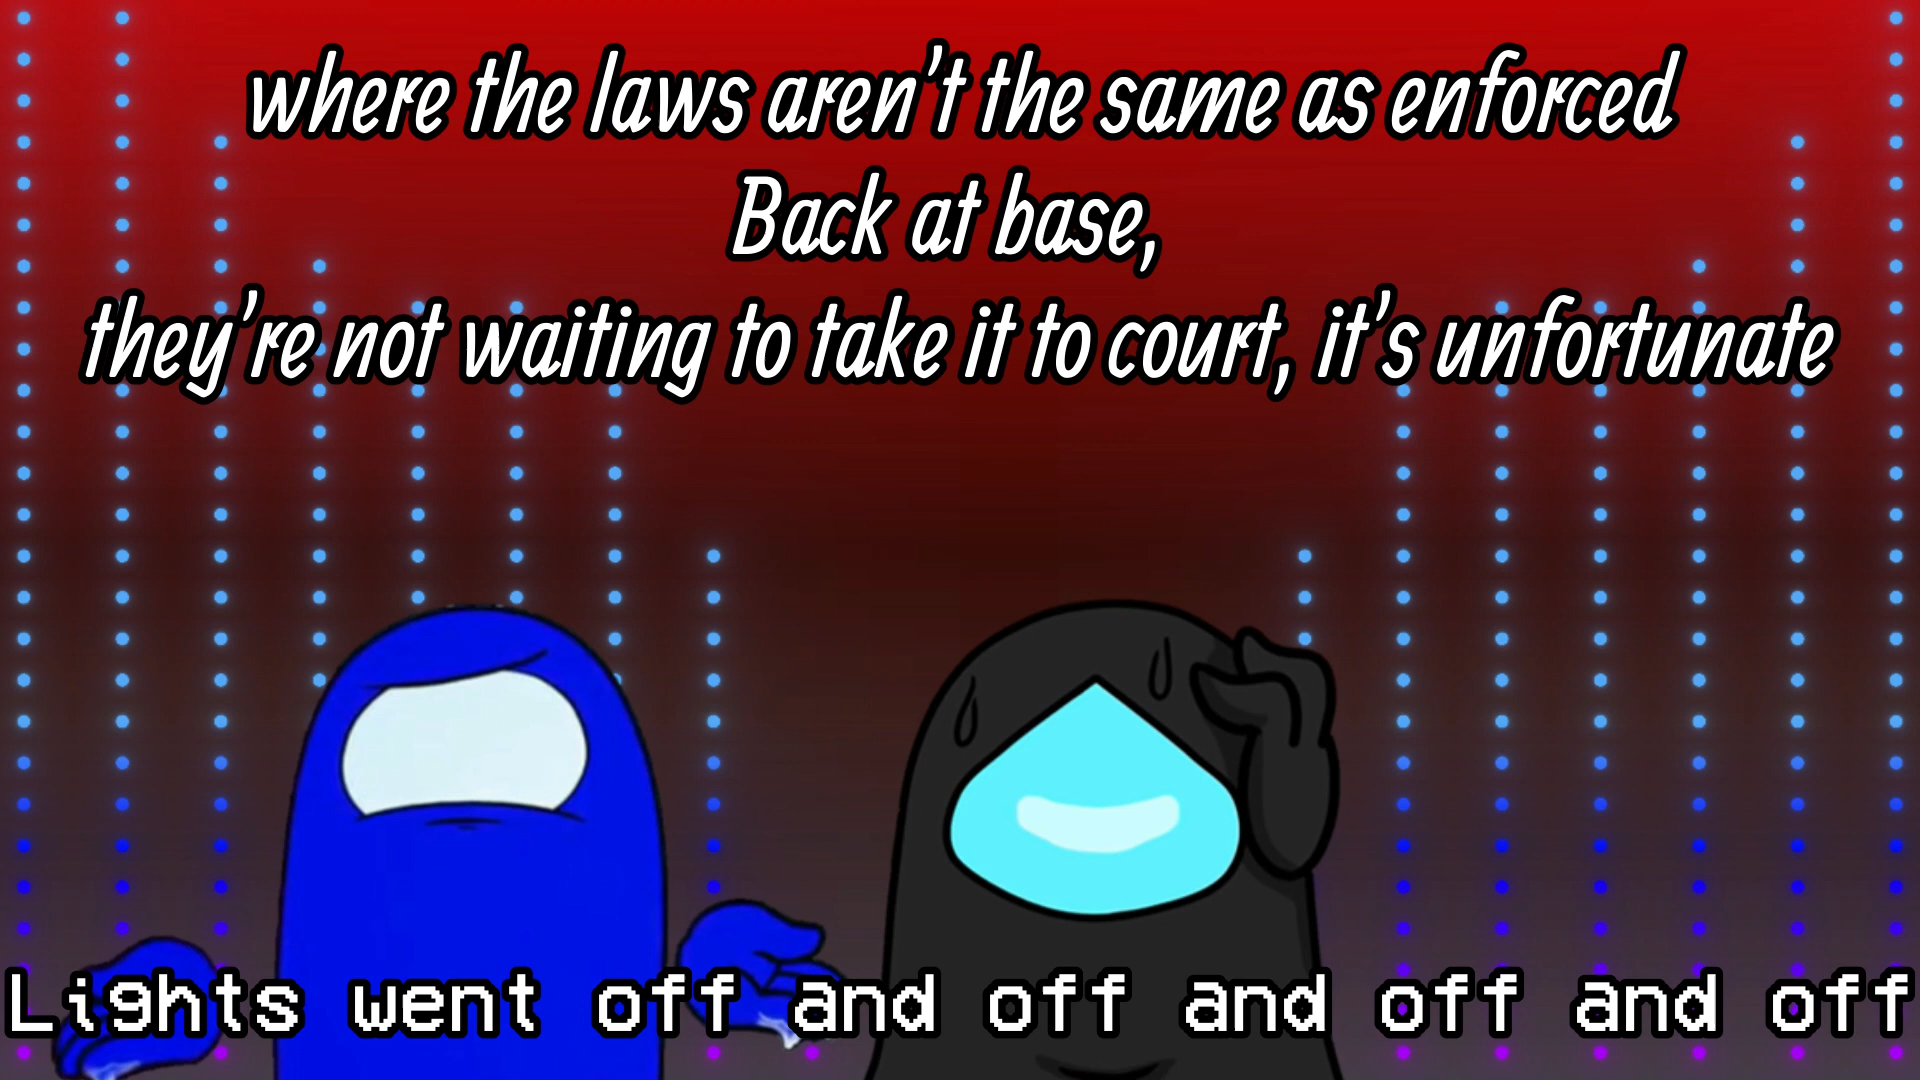 where the laws aren't the same as enforced
Back at base,
they're not waiting to take it to court, it's unfortunate
Lights went off and off and off and off